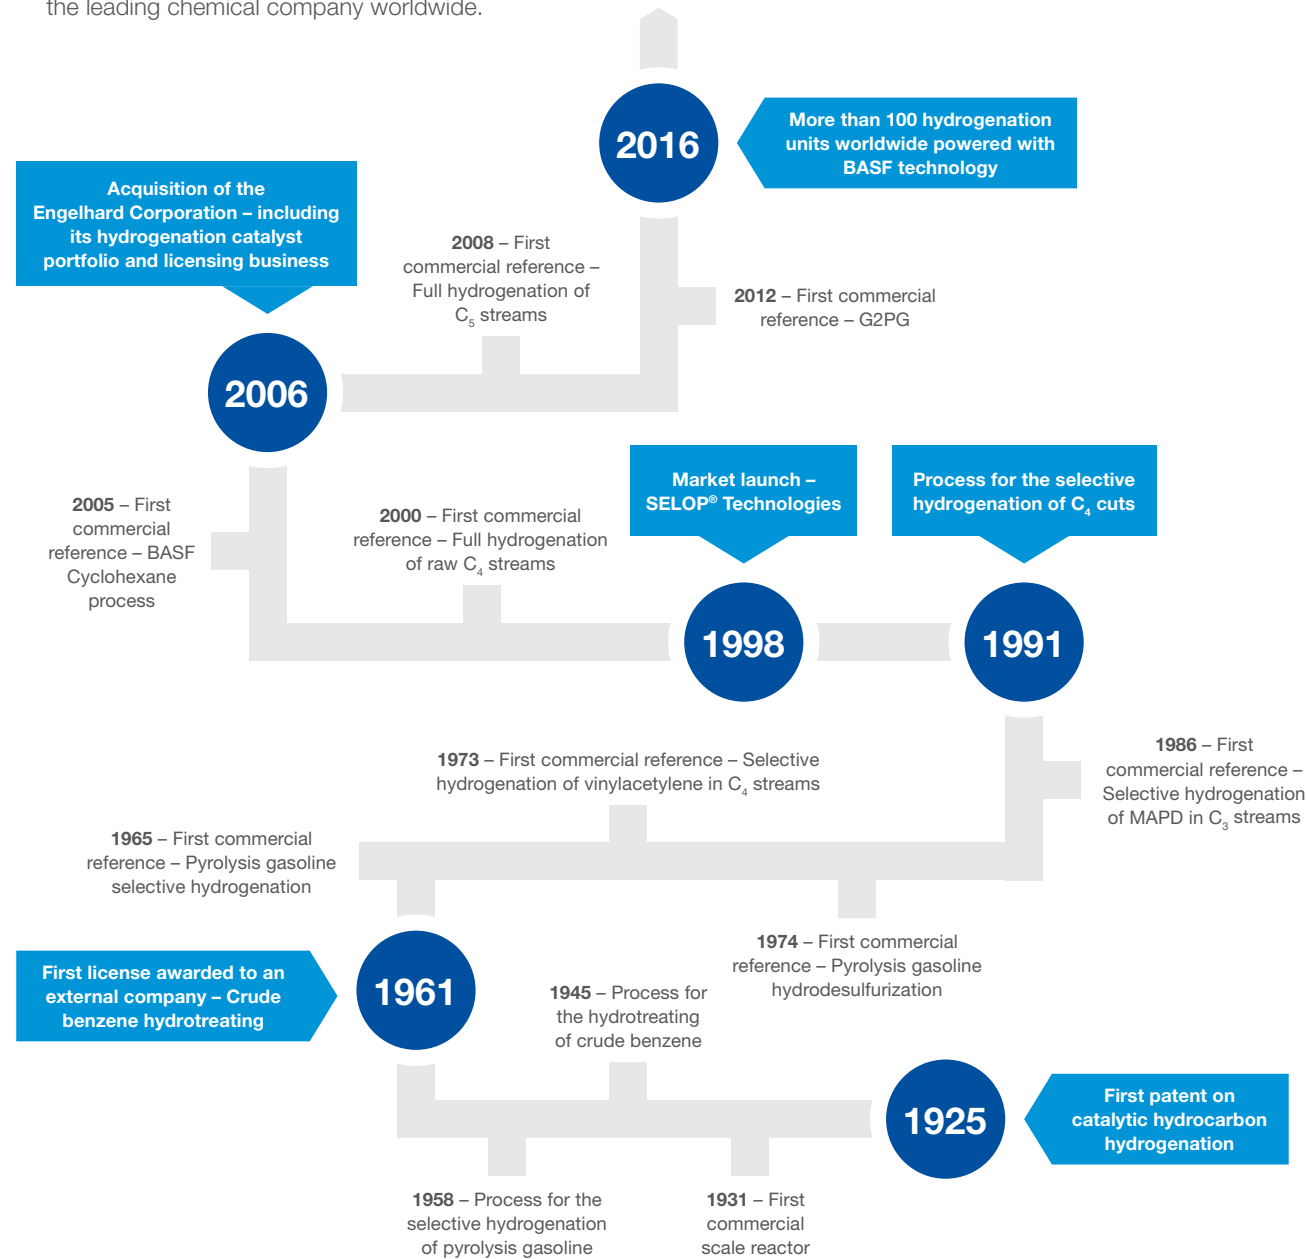 the leading chemical company worldwide.
2016
More than 100 hydrogenation
units worldwide powered with
BASF technology
Acquisition of the
Engelhard Corporation – including
its hydrogenation catalyst
portfolio and licensing business
2008 – First
commercial reference –
Full hydrogenation of
C₅ streams
2012 – First commercial
reference – G2PG
2006
2005 – First
commercial
reference – BASF
Cyclohexane
process
2000 – First commercial
reference – Full hydrogenation
of raw C₄ streams
Market launch –
SELOP® Technologies
Process for the selective
hydrogenation of C₄ cuts
1998
1991
1973 – First commercial reference – Selective
hydrogenation of vinylacetylene in C₄ streams
1986 – First
commercial reference –
Selective hydrogenation
of MAPD in C₃ streams
1965 – First commercial
reference – Pyrolysis gasoline
selective hydrogenation
1974 – First commercial
reference – Pyrolysis gasoline
hydrodesulfurization
First license awarded to an
external company – Crude
benzene hydrotreating
1961
1945 – Process for
the hydrotreating
of crude benzene
1925
First patent on
catalytic hydrocarbon
hydrogenation
1958 – Process for the
selective hydrogenation
of pyrolysis gasoline
1931 – First
commercial
scale reactor